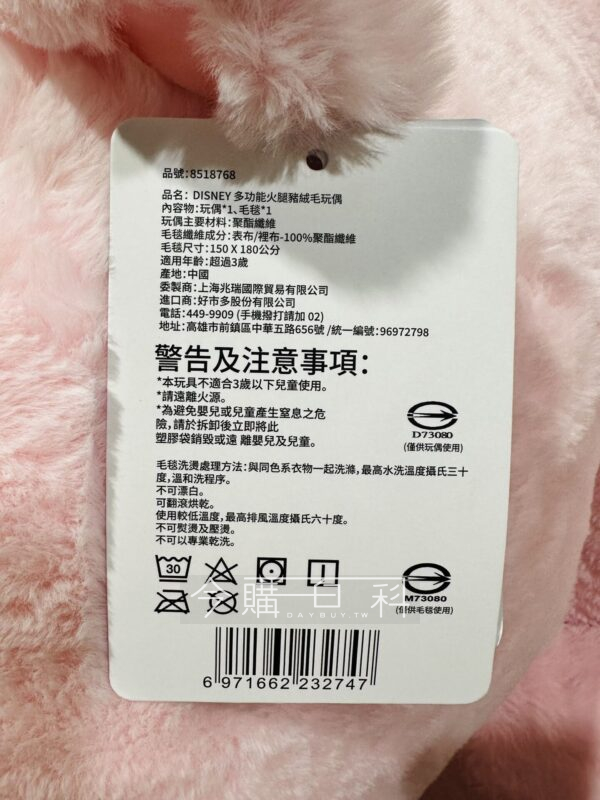 品號:8518768
品名: DISNEY 多功能火腿豬絨毛玩偶
內容物:玩偶*1、毛毯*1
玩偶主要材料:聚酯纖維
毛毯纖維成分:表布/裡布-100%聚酯纖維
毛毯尺寸:150 X 180公分
適用年齡:超過3歲
產地:中國
委製商:上海兆瑞國際貿易有限公司
進口商:好市多股份有限公司
電話:449-9909 (手機撥打請加 02)
地址:高雄市前鎮區中華五路656號 /統一編號:96972798
警告及注意事項:
*本玩具不適合3歲以下兒童使用。
*請遠離火源。
*為避免嬰兒或兒童產生窒息之危
險,請於拆卸後立即將此
塑膠袋銷毀或遠 離嬰兒及兒童。
D73080
(僅供玩偶使用)
毛毯洗燙處理方法:與同色系衣物一起洗滌,最高水洗溫度攝氏三十
度,溫和洗程序。
不可漂白。
可翻滾烘乾。
使用較低溫度,最高排風溫度攝氏六十度。
不可熨燙及壓燙。
不可以專業乾洗。
30
M73080
(僅供毛毯使用)
今購百科
DAYBUY.TW
6 971662 232747